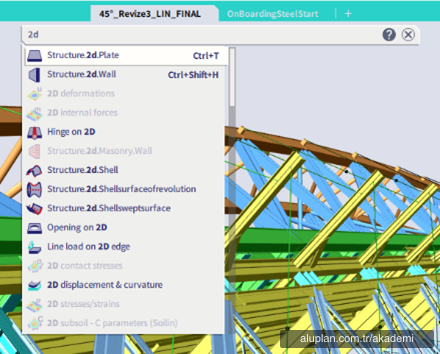 45°_Revize3_LIN_FINAL
OnBoardingSteelStart
+
2d
Structure.2d.Plate Ctrl+T
Structure.2d.Wall Ctrl+Shift+H
2D deformations
2D internal forces
Hinge on 2D
Structure.2d.Masonry.Wall
Structure.2d.Shell
Structure.2d.Shellsurfaceofrevolution
Structure.2d.Shellsweptsurface
Opening on 2D
Line load on 2D edge
2D contact stresses
2D displacement & curvature
2D stresses/strains
2D subsoil - C parameters (Soilin)
aluplan.com.tr/akademi